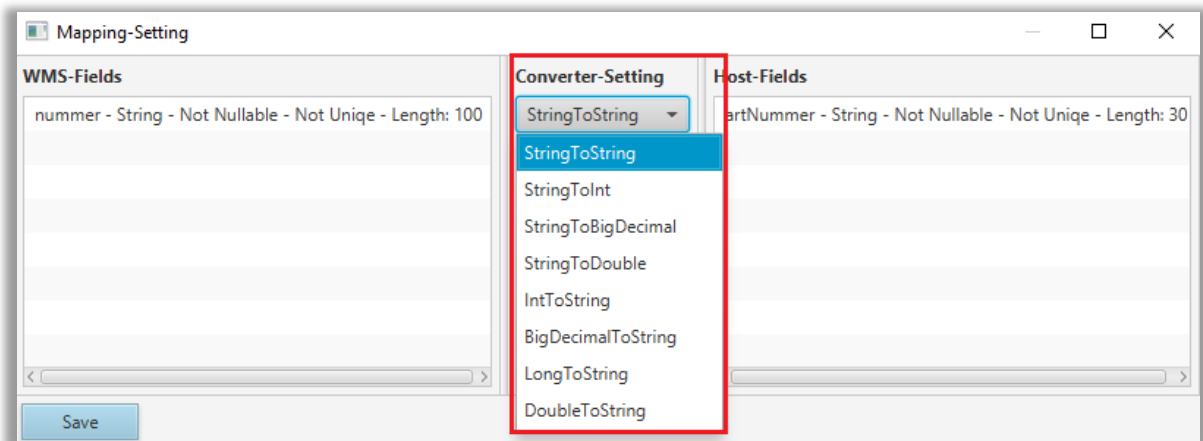 Mapping-Setting
WMS-Fields
Converter-Setting
Host-Fields
nummer - String - Not Nullable - Not Uniqe - Length: 100
StringToString
artNummer - String - Not Nullable - Not Uniqe - Length: 30
StringToString
StringToInt
StringToBigDecimal
StringToDouble
IntToString
BigDecimalToString
LongToString
DoubleToString
Save